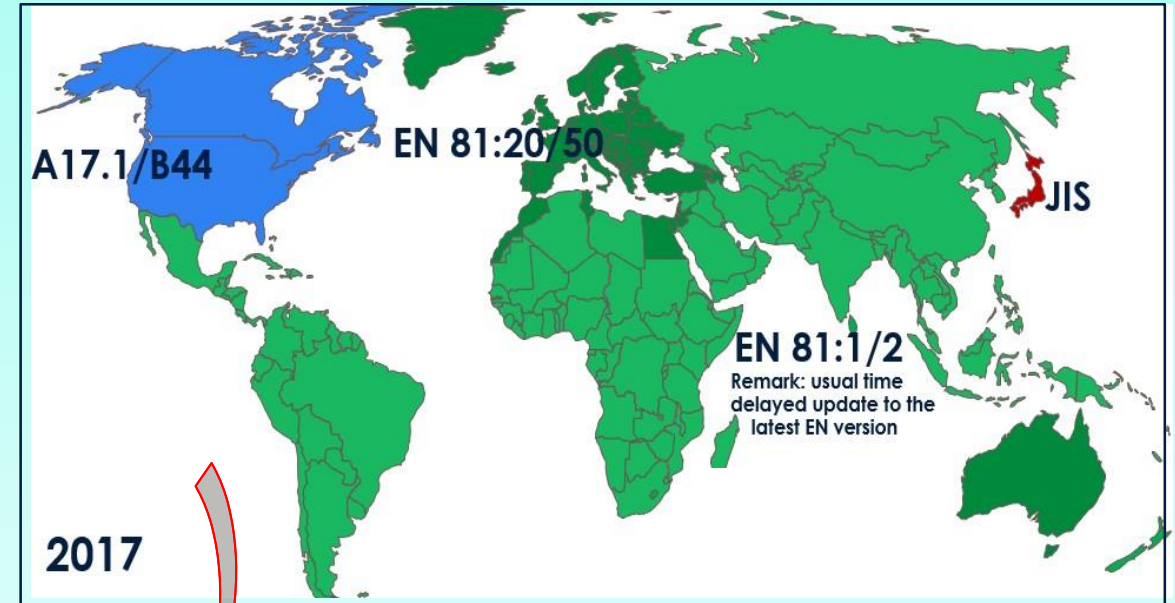 A17.1/B44
EN 81:20/50
JIS
EN 81:1/2
Remark: usual time
delayed update to the
latest EN version
2017